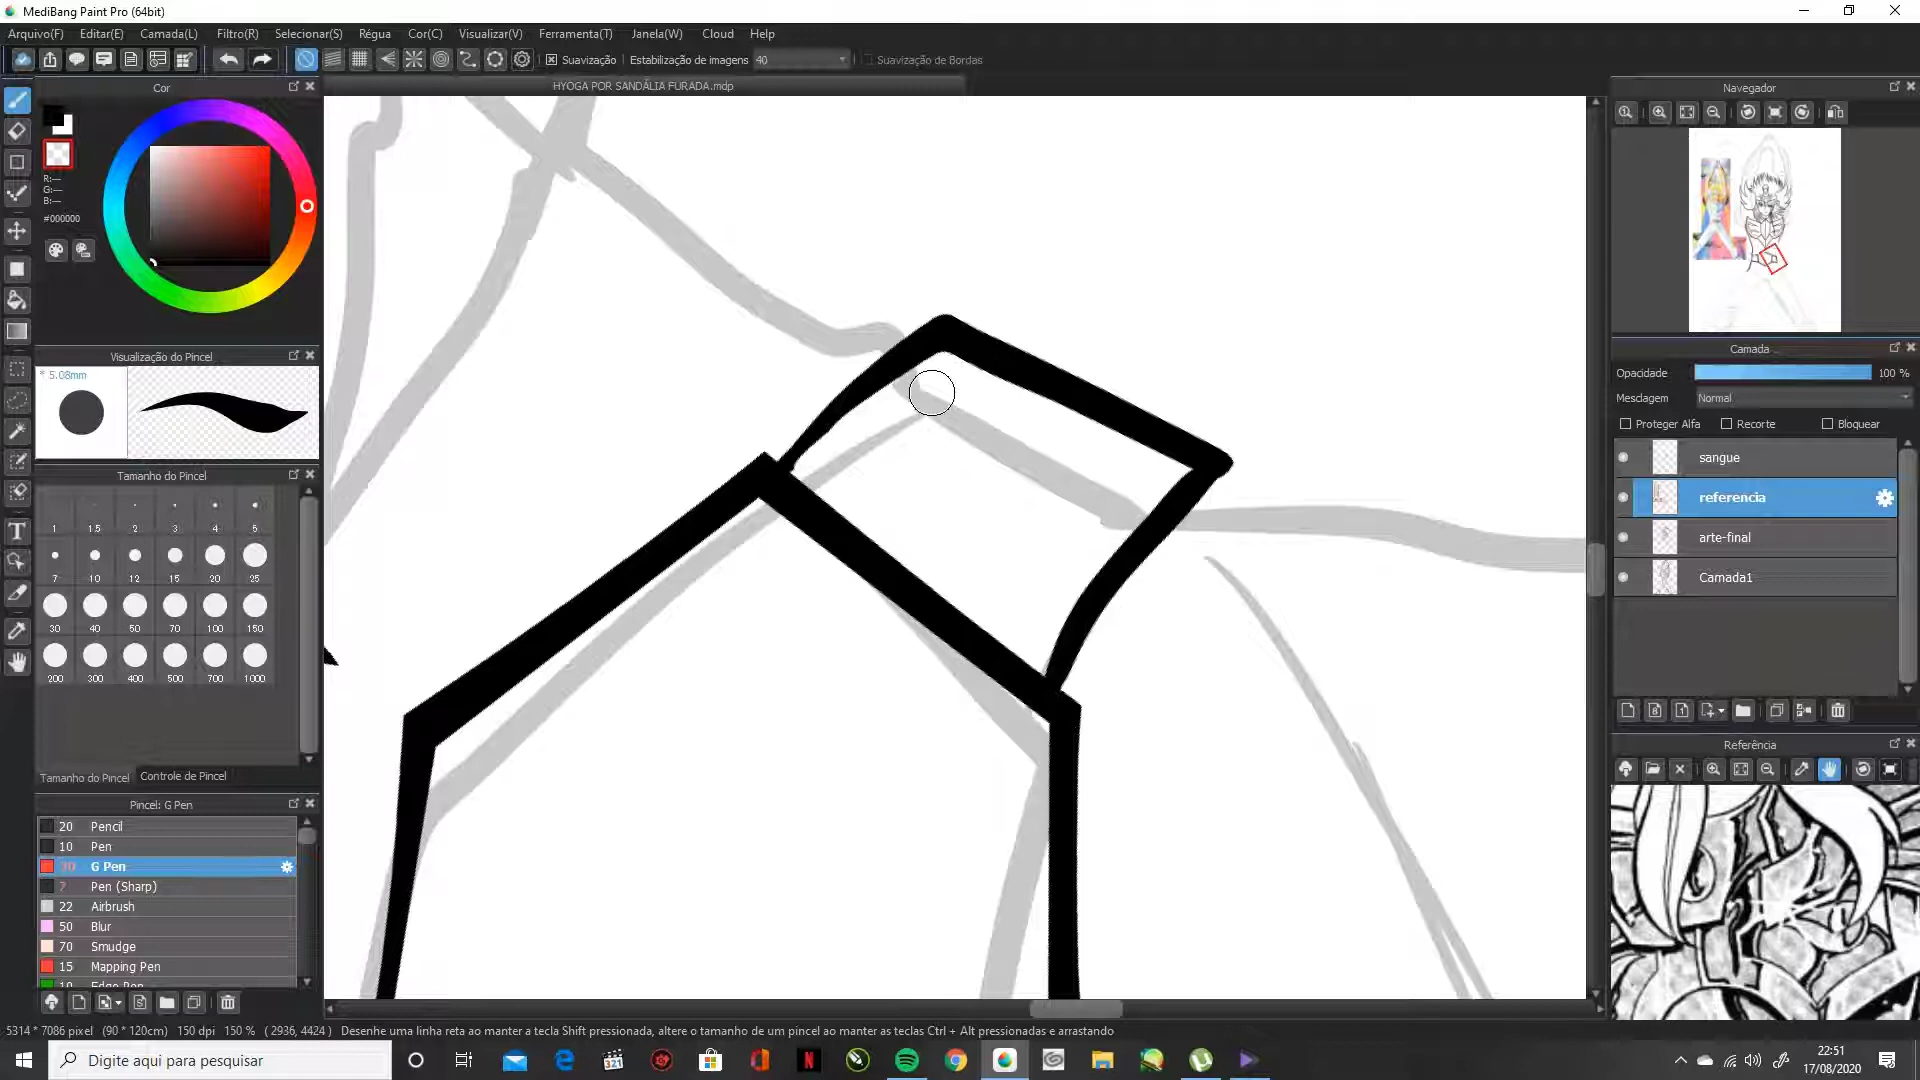 MediBang Paint Pro (64bit)
Arquivo(F) Editar(E) Camada(L) Filtro(R) Selecionar(S) Régua Cor(C) Visualizar(V) Ferramenta(T) Janela(W) Cloud Help
Suavização Estabilização de imagens 40 Suavização de Bordas
Cor
HYOGA POR SANDÁLIA FURADA.mdp
Navegador
R:---
G:---
B:---
#000000
Visualização do Pincel
* 5.08mm
Camada
Opacidade 100 %
Mesclagem Normal
Proteger Alfa Recorte Bloquear
sangue
referencia
arte-final
Camada1
Tamanho do Pincel
1 1.5 2 3 4 5
7 10 12 15 20 25
30 40 50 70 100 150
200 300 400 500 700 1000
Tamanho do Pincel Controle de Pincel
Referência
Pincel: G Pen
20 Pencil
10 Pen
30 G Pen
? Pen (Sharp)
22 Airbrush
50 Blur
70 Smudge
15 Mapping Pen
10 Edge Pen
5314 * 7086 pixel (90 * 120cm) 150 dpi 150 % ( 2936, 4424 ) Desenhe uma linha reta ao manter a tecla Shift pressionada, altere o tamanho de um pincel ao manter as teclas Ctrl + Alt pressionadas e arrastando
Digite aqui para pesquisar
321
N
22:51
17/08/2020